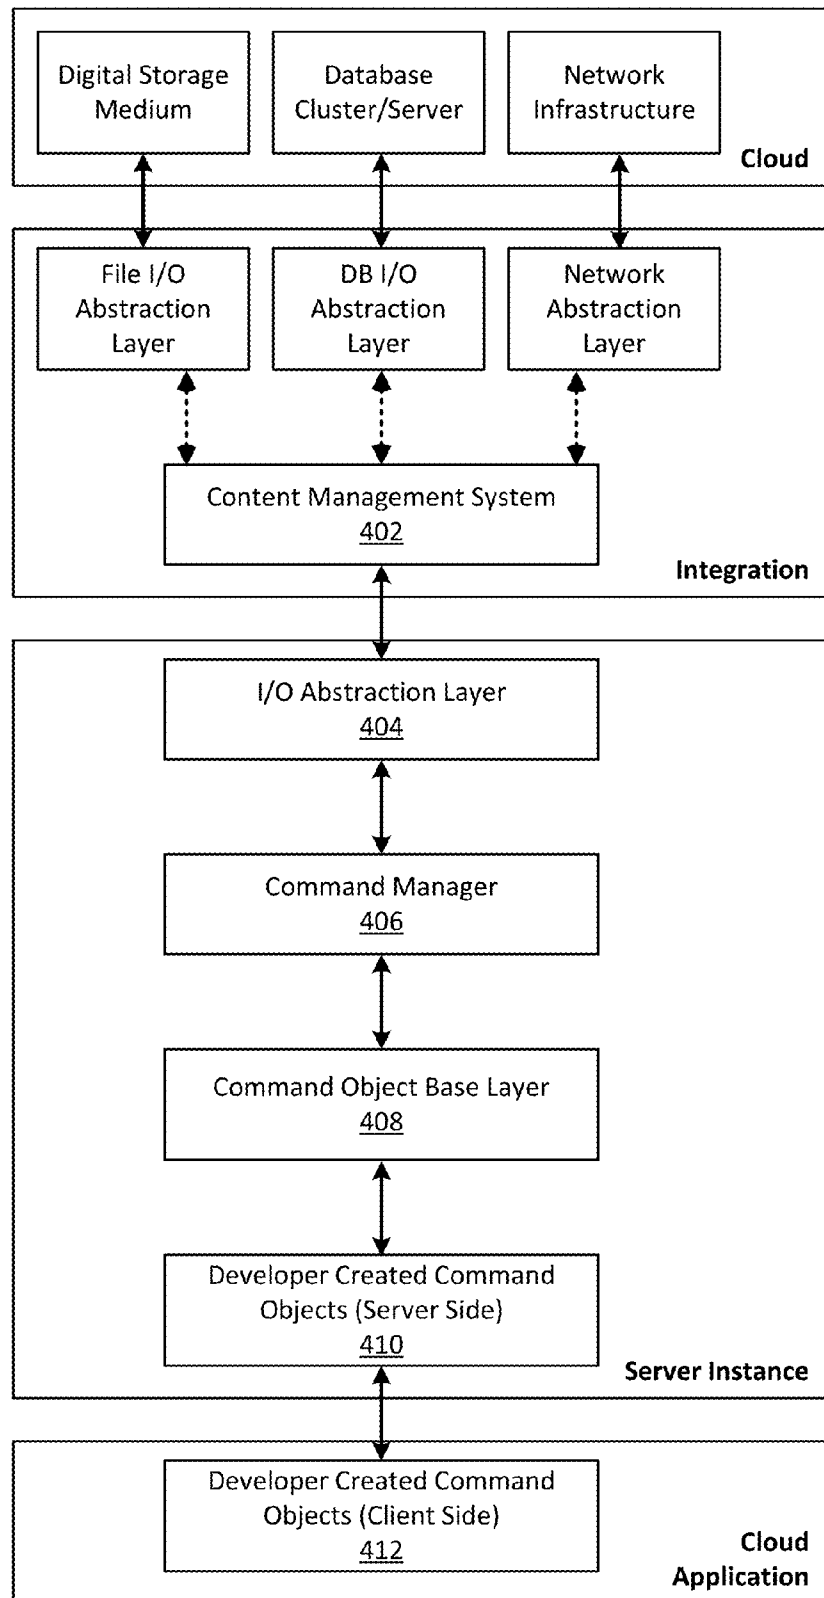 Digital Storage
Medium
Database
Cluster/Server
Network
Infrastructure
Cloud
File I/O
Abstraction
Layer
DB I/O
Abstraction
Layer
Network
Abstraction
Layer
Content Management System
402
Integration
I/O Abstraction Layer
404
Command Manager
406
Command Object Base Layer
408
Developer Created Command
Objects (Server Side)
410
Server Instance
Developer Created Command
Objects (Client Side)
412
Cloud
Application